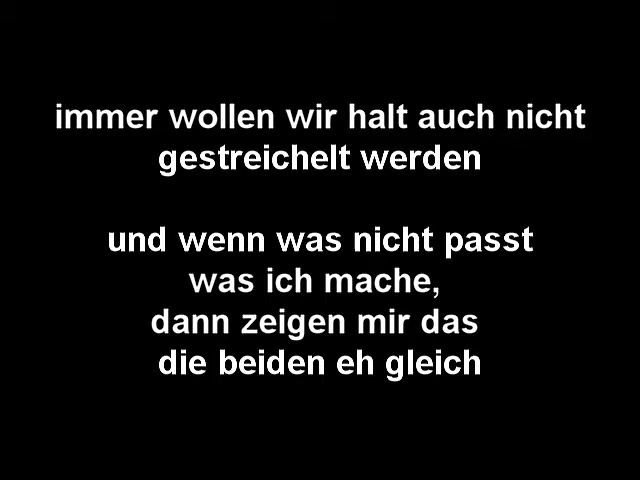 immer wollen wir halt auch nicht
gestreichelt werden
und wenn was nicht passt
was ich mache,
dann zeigen mir das
die beiden eh gleich